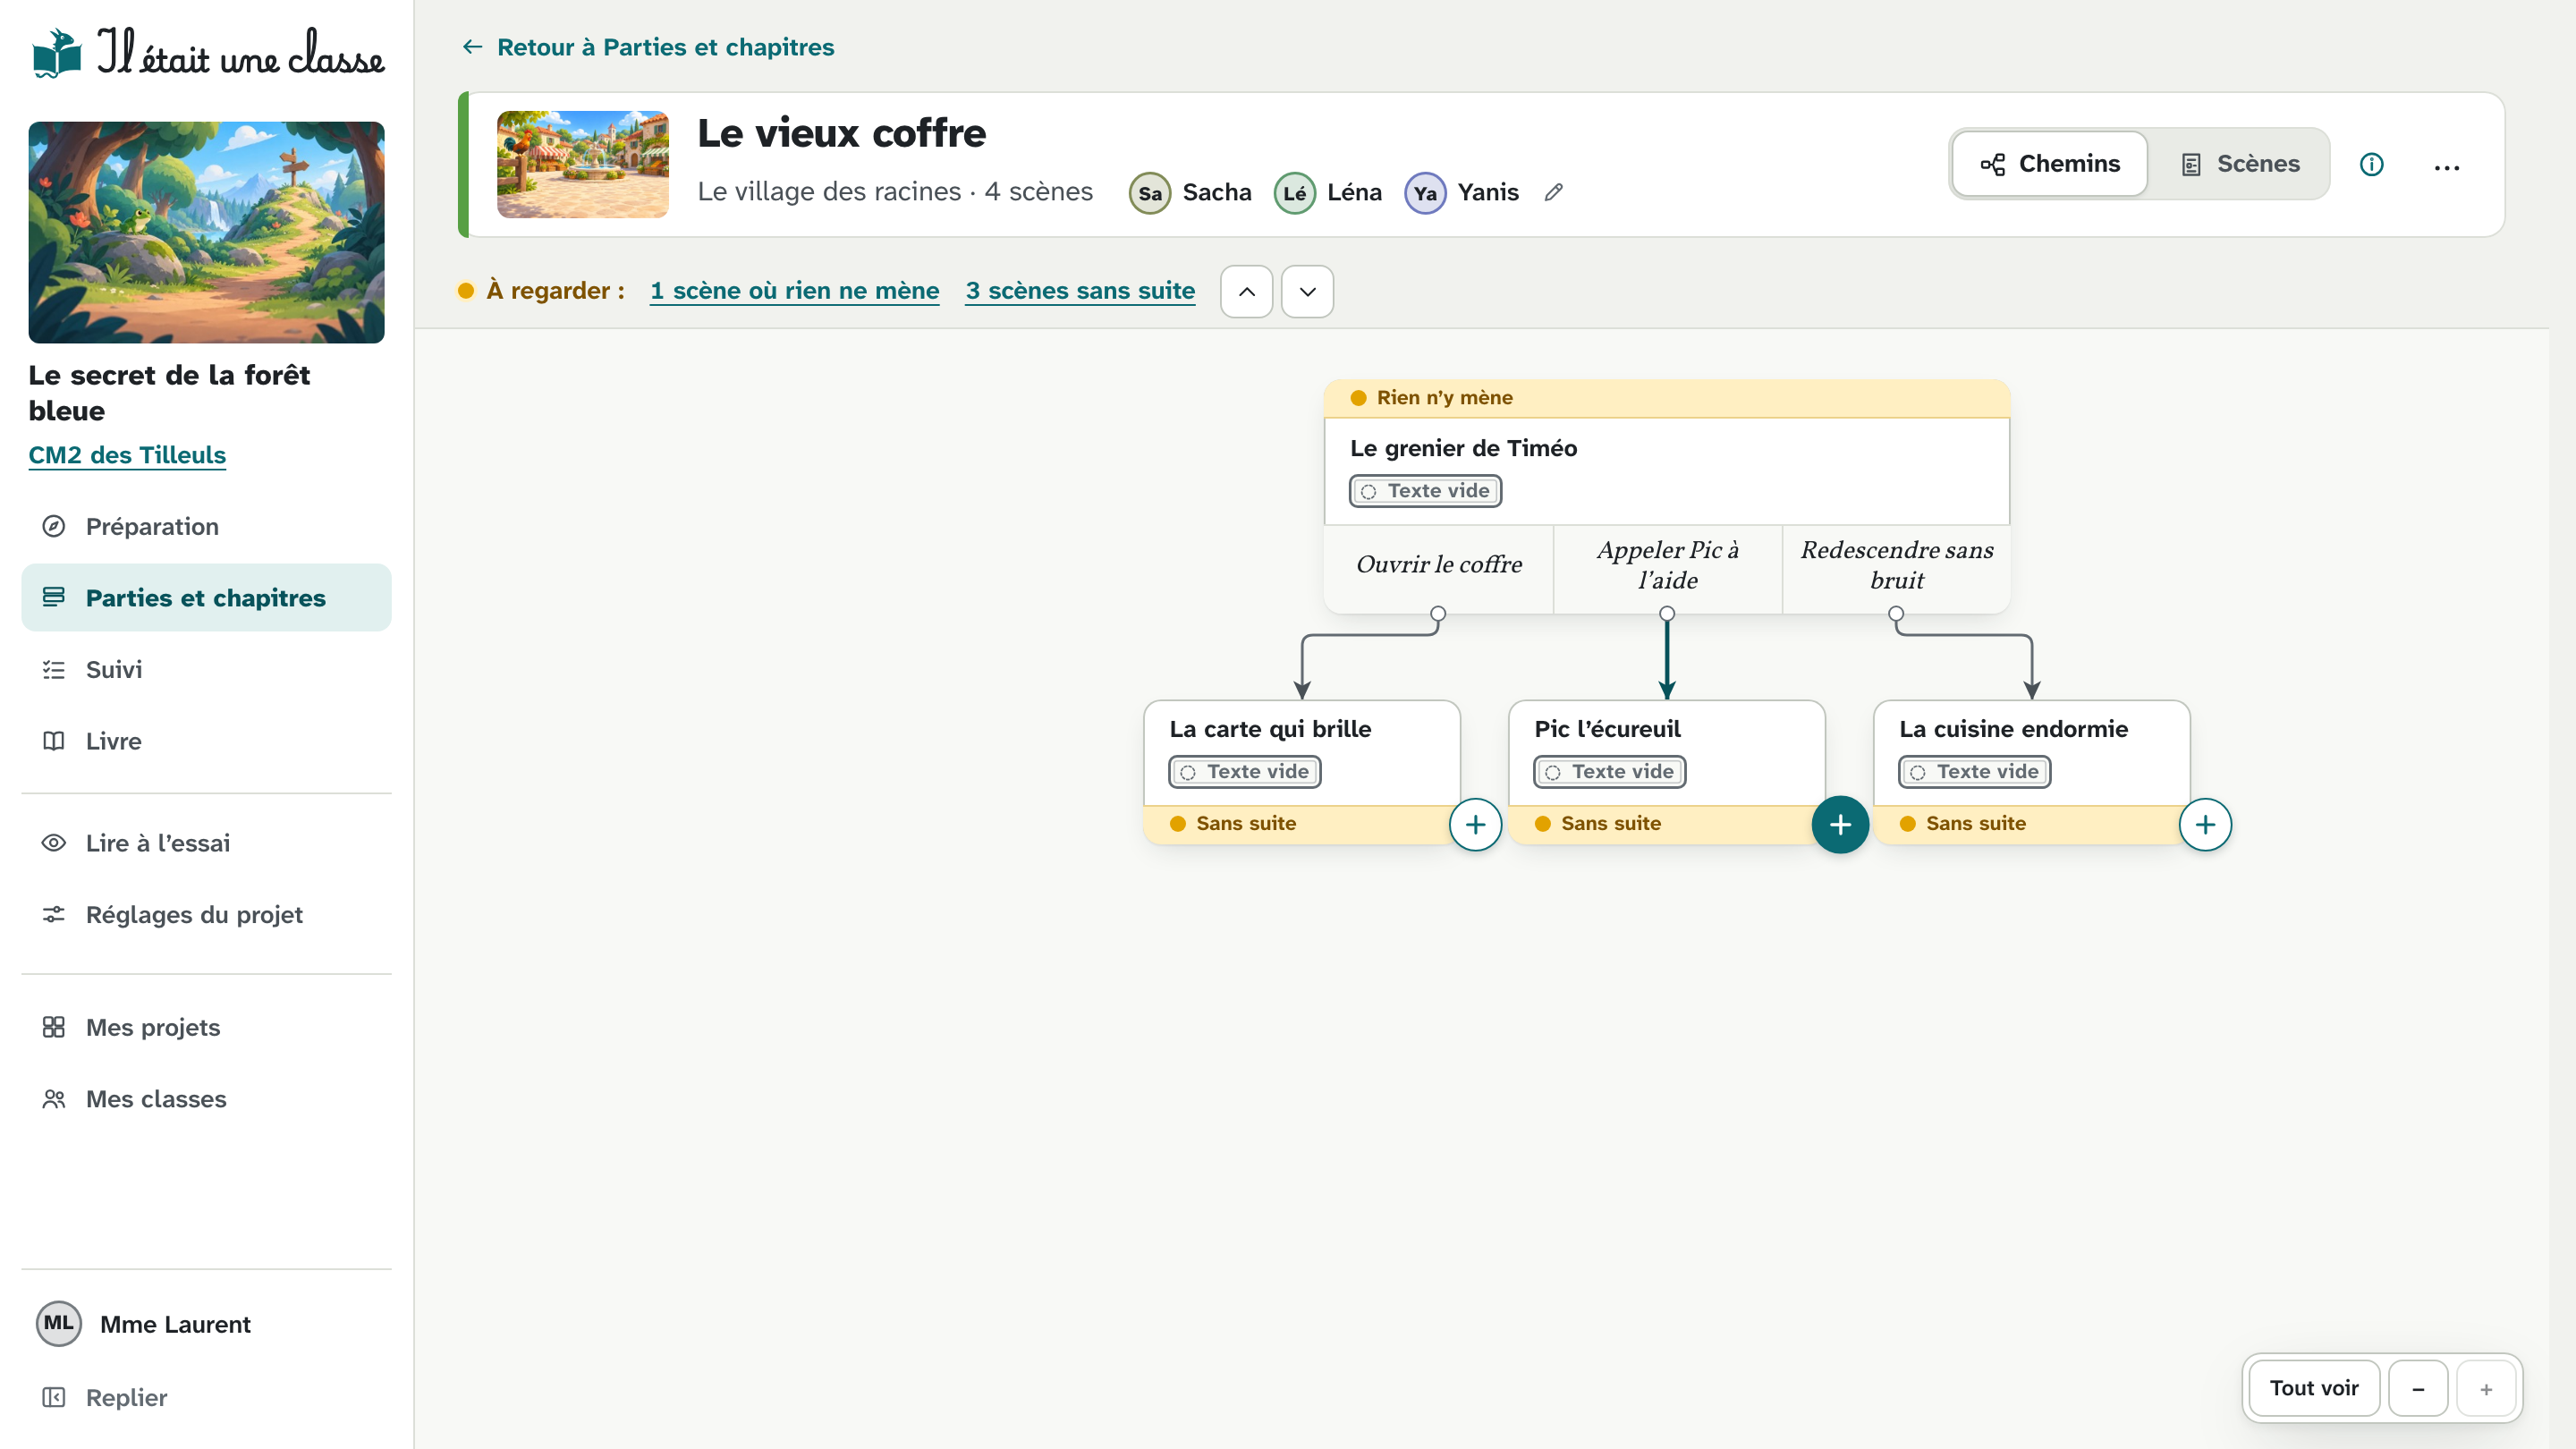 Il était une classe
Le secret de la forêt
bleue
CM2 des Tilleuls
Préparation
Parties et chapitres
Suivi
Livre
Lire à l’essai
Réglages du projet
Mes projets
Mes classes
ML Mme Laurent
Replier
← Retour à Parties et chapitres
Le vieux coffre
Le village des racines · 4 scènes Sa Sacha Lé Léna Ya Yanis
Chemins Scènes
À regarder : 1 scène où rien ne mène 3 scènes sans suite
Rien n’y mène
Le grenier de Timéo
Texte vide
Ouvrir le coffre
Appeler Pic à
l’aide
Redescendre sans
bruit
La carte qui brille
Texte vide
Sans suite
Pic l’écureuil
Texte vide
Sans suite
La cuisine endormie
Texte vide
Sans suite
Tout voir − +